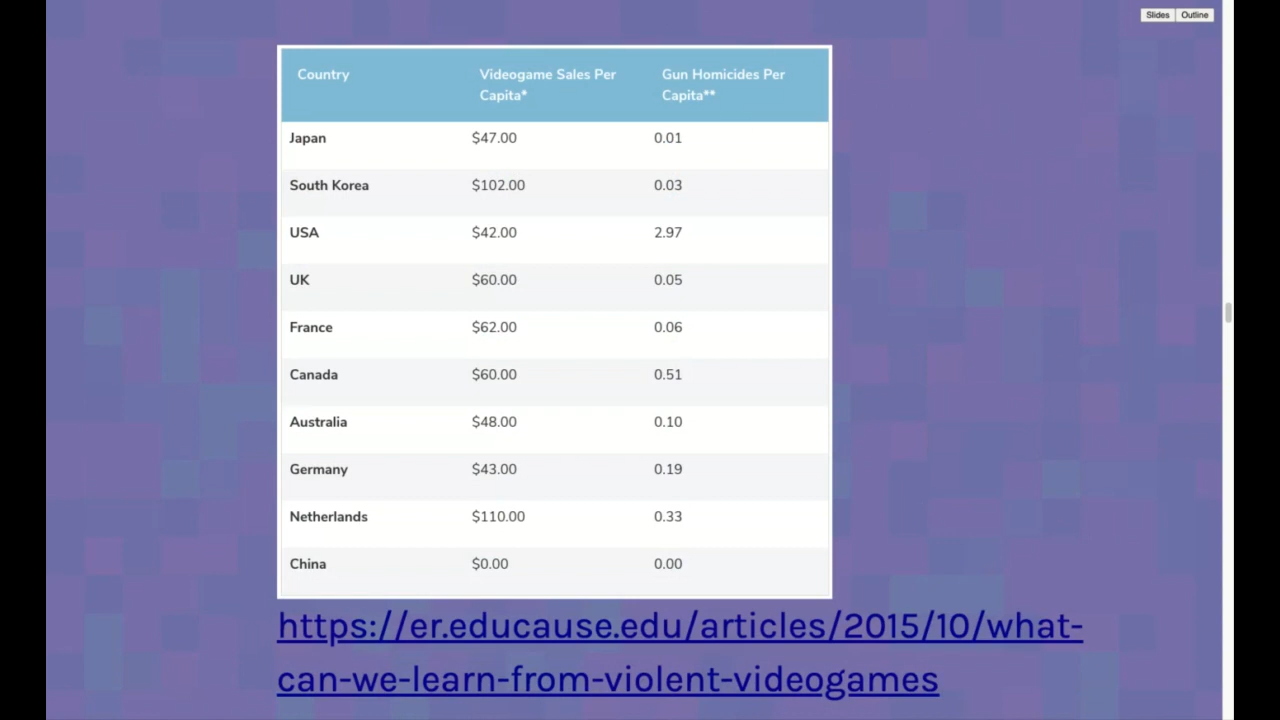 Slides Outline
Country Videogame Sales Per Capita* Gun Homicides Per Capita**
Japan $47.00 0.01
South Korea $102.00 0.03
USA $42.00 2.97
UK $60.00 0.05
France $62.00 0.06
Canada $60.00 0.51
Australia $48.00 0.10
Germany $43.00 0.19
Netherlands $110.00 0.33
China $0.00 0.00
https://er.educause.edu/articles/2015/10/what-
can-we-learn-from-violent-videogames